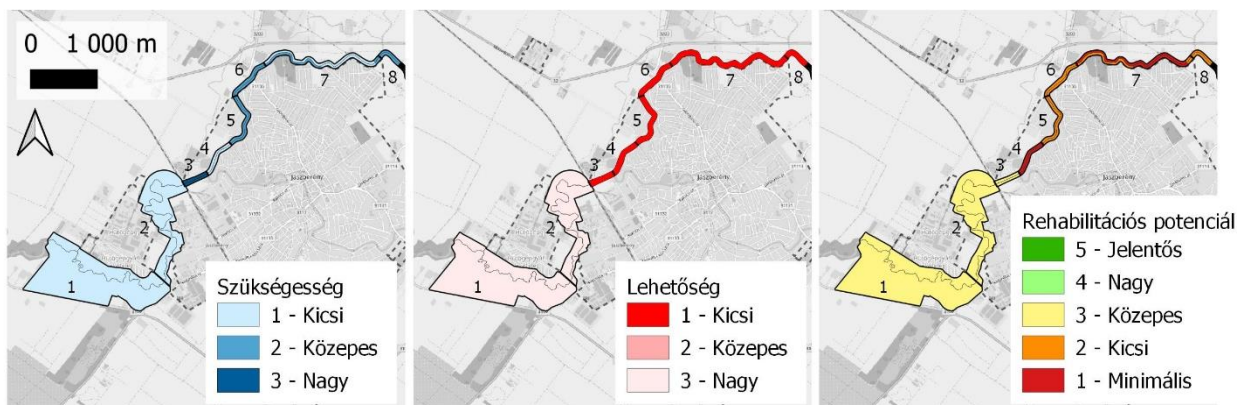 0 1 000 m
1
2
3
4
5
6
7
8
Szükségesség
1 - Kicsi
2 - Közepes
3 - Nagy
1
2
3
4
5
6
7
8
Jászberény
Lehetőség
1 - Kicsi
2 - Közepes
3 - Nagy
1
2
3
4
5
6
7
8
Rehabilitációs potenciál
5 - Jelentős
4 - Nagy
3 - Közepes
2 - Kicsi
1 - Minimális